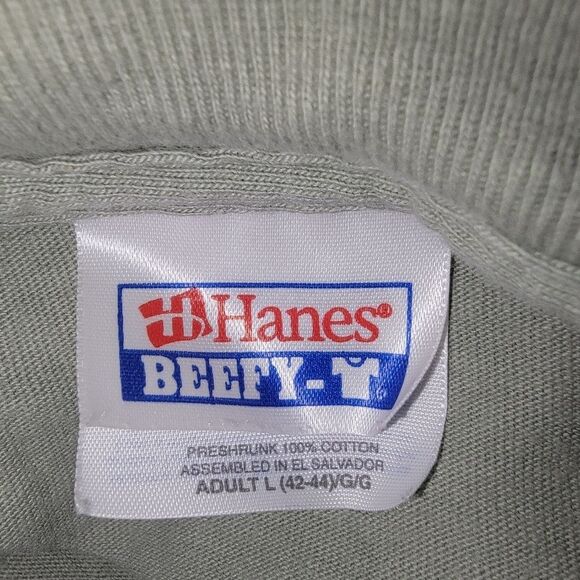 H Hanes®
BEEFY-T®
PRESHRUNK 100% COTTON
ASSEMBLED IN EL SALVADOR
ADULT L (42-44)/G/G